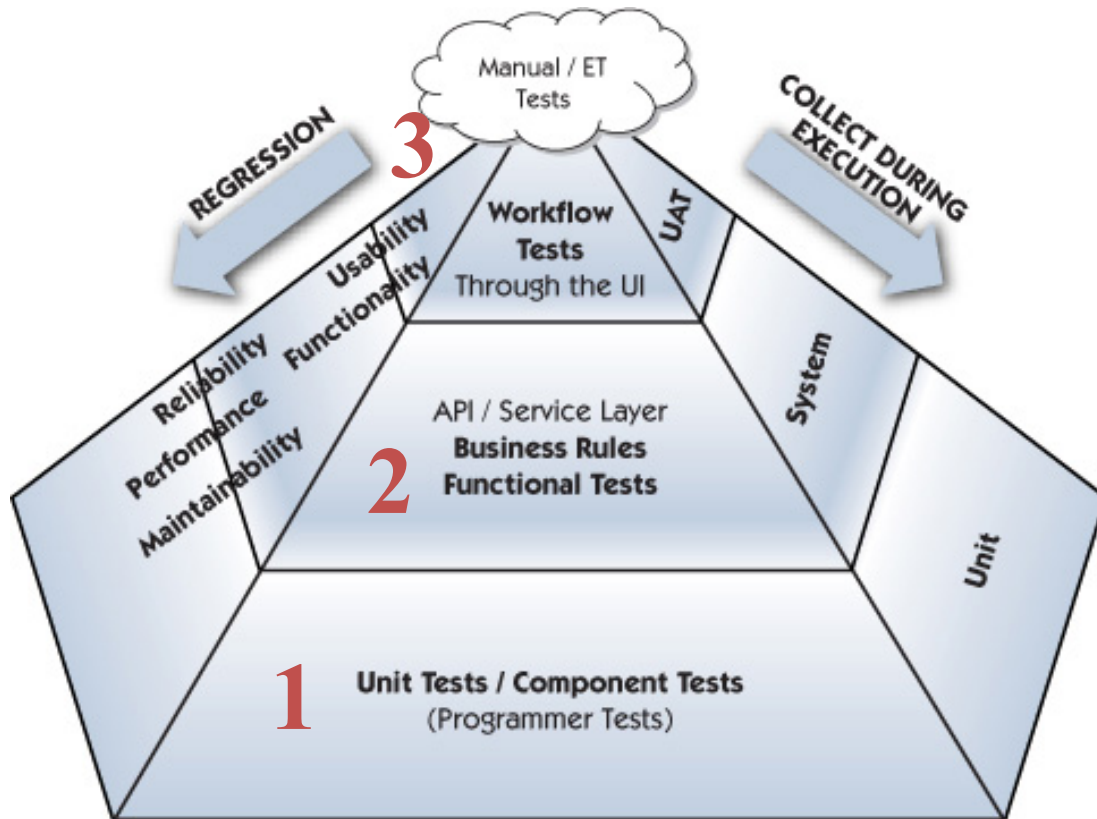 Manual / ET
Tests
REGRESSION
COLLECT DURING
EXECUTION
3
Usability
Functionality
Workflow
Tests
Through the UI
UAT
Reliability
Performance
Maintainability
2
API / Service Layer
Business Rules
Functional Tests
System
1
Unit Tests / Component Tests
(Programmer Tests)
Unit